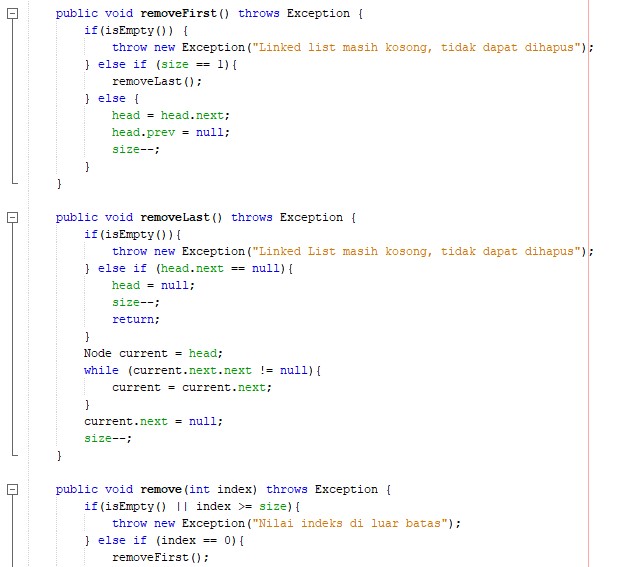 public void removeFirst() throws Exception {
if(isEmpty()) {
throw new Exception("Linked list masih kosong, tidak dapat dihapus");
} else if (size == 1){
removeLast();
} else {
head = head.next;
head.prev = null;
size--;
}
}
public void removeLast() throws Exception {
if(isEmpty()){
throw new Exception("Linked List masih kosong, tidak dapat dihapus");
} else if (head.next == null){
head = null;
size--;
return;
}
Node current = head;
while (current.next.next != null){
current = current.next;
}
current.next = null;
size--;
}
public void remove(int index) throws Exception {
if(isEmpty() || index >= size){
throw new Exception("Nilai indeks di luar batas");
} else if (index == 0){
removeFirst();